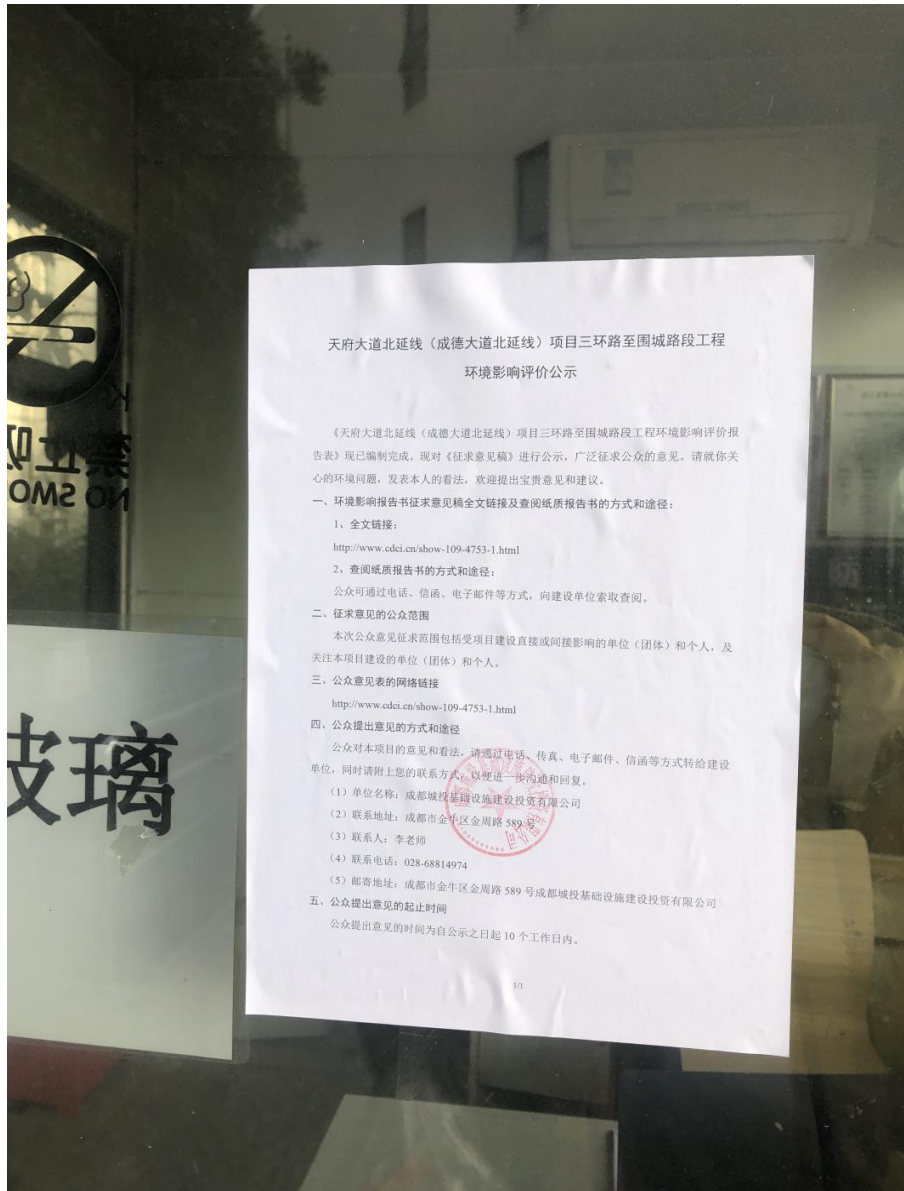 天府大道北延线（成德大道北延线）项目三环路至围城路段工程
环境影响评价公示
《天府大道北延线（成德大道北延线）项目三环路至围城路段工程环境影响评价报
告表》现已编制完成。现对《征求意见稿》进行公示，广泛征求公众的意见。请就你关
心的环境问题，发表本人的看法，欢迎提出宝贵意见和建议。
一、环境影响报告书征求意见稿全文链接及查阅纸质报告书的方式和途径：
1、全文链接：
http://www.cdci.cn/show-109-4753-1.html
2、查阅纸质报告书的方式和途径：
公众可通过电话、信函、电子邮件等方式，向建设单位索取查阅。
二、征求意见的公众范围
本次公众意见征求范围包括受项目建设直接或间接影响的单位（团体）和个人，及
关注本项目建设的单位（团体）和个人。
三、公众意见表的网络链接
http://www.cdci.cn/show-109-4753-1.html
四、公众提出意见的方式和途径
公众对本项目的意见和看法，请通过电话、传真、电子邮件、信函等方式转给建设
单位，同时请附上您的联系方式，以便进一步沟通和回复。
（1）单位名称：成都城投基础设施建设投资有限公司
（2）联系地址：成都市金牛区金周路 589 号
（3）联系人：李老师
（4）联系电话：028-68814974
（5）邮寄地址：成都市金牛区金周路 589 号成都城投基础设施建设投资有限公司
五、公众提出意见的起止时间
公众提出意见的时间为自公示之日起 10 个工作日内。
1/1
禁止吸
NO SMO
玻璃